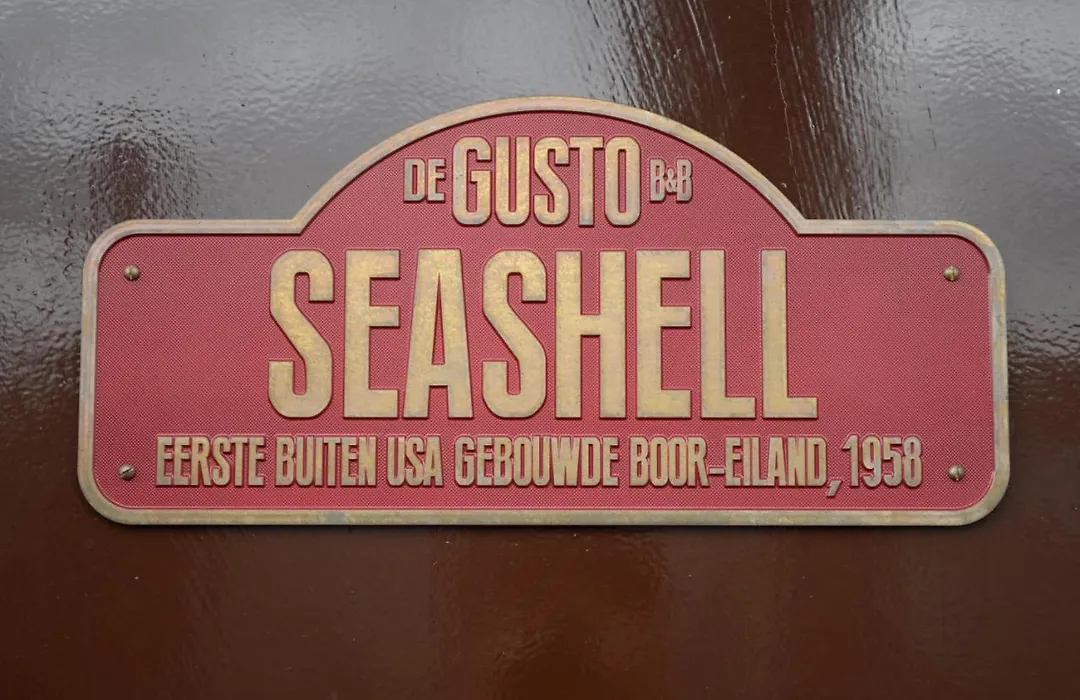 DE GUSTO B&B
SEASHELL
EERSTE BUITEN USA GEBOUWDE BOOR-EILAND, 1958